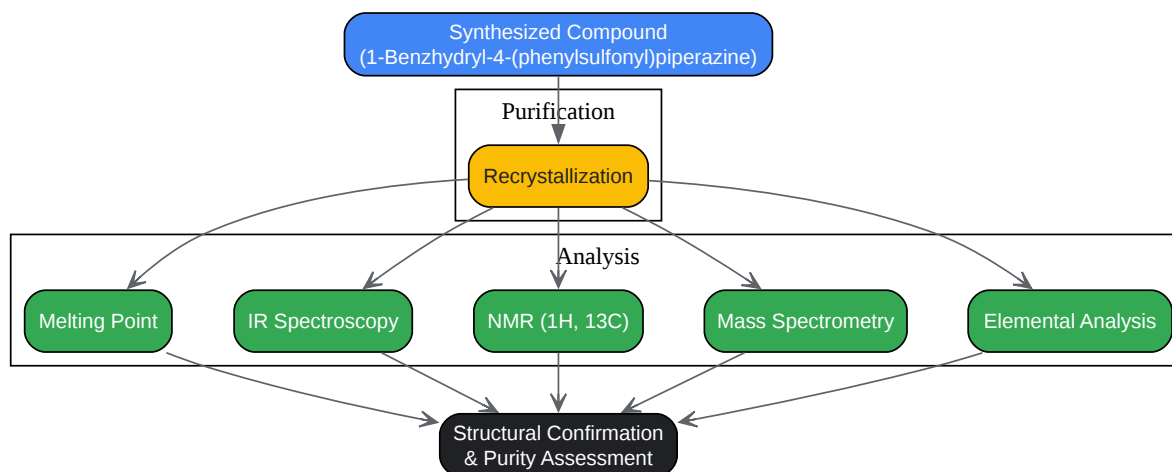 Synthesized Compound
(1-Benzhydryl-4-(phenylsulfonyl)piperazine)
Purification
Recrystallization
Analysis
Melting Point
IR Spectroscopy
NMR (1H, 13C)
Mass Spectrometry
Elemental Analysis
Structural Confirmation
& Purity Assessment